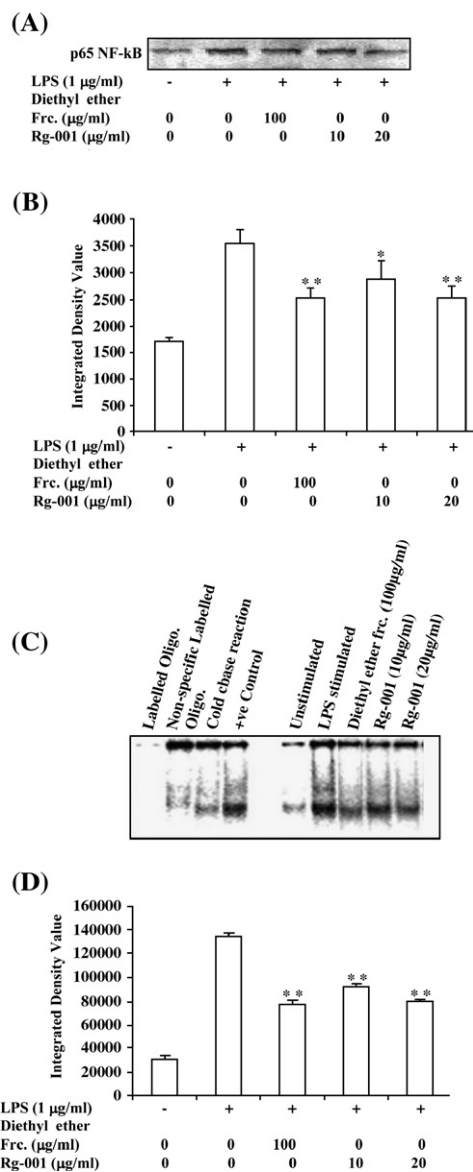 (A)
p65 NF-kB
LPS (1 μg/ml) - + + + +
Diethyl ether
Frc. (μg/ml) 0 0 100 0 0
Rg-001 (μg/ml) 0 0 0 10 20
(B)
Integrated Density Value
4000
3500
3000
2500
2000
1500
1000
500
0
**
*
**
LPS (1 μg/ml) - + + + +
Diethyl ether
Frc. (μg/ml) 0 0 100 0 0
Rg-001 (μg/ml) 0 0 0 10 20
(C)
Labelled Oligo.
Non-specific Labelled
Oligo.
Cold chase reaction
+ve Control
Unstimulated
LPS stimulated
Diethyl ether frc. (100μg/ml)
Rg-001 (10μg/ml)
Rg-001 (20μg/ml)
(D)
Integrated Density Value
160000
140000
120000
100000
80000
60000
40000
20000
0
**
**
**
LPS (1 μg/ml) - + + + +
Diethyl ether
Frc. (μg/ml) 0 0 100 0 0
Rg-001 (μg/ml) 0 0 0 10 20